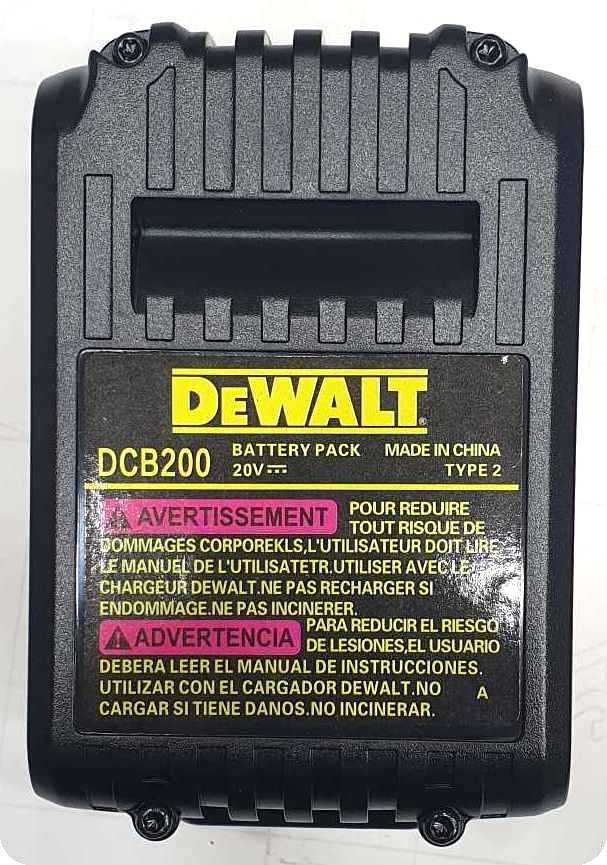 DEWALT®
DCB200 BATTERY PACK MADE IN CHINA
20V⎓ TYPE 2
AVERTISSEMENT POUR REDUIRE
TOUT RISQUE DE
DOMMAGES CORPOREKLS,L'UTILISATEUR DOIT LIRE
LE MANUEL DE L'UTILISATETR.UTILISER AVEC LE
CHARGEUR DEWALT.NE PAS RECHARGER SI
ENDOMMAGE.NE PAS INCINERER.
ADVERTENCIA PARA REDUCIR EL RIESGO
DE LESIONES,EL USUARIO
DEBERA LEER EL MANUAL DE INSTRUCCIONES.
UTILIZAR CON EL CARGADOR DEWALT.NO A
CARGAR SI TIENE DANOS.NO INCINERAR.